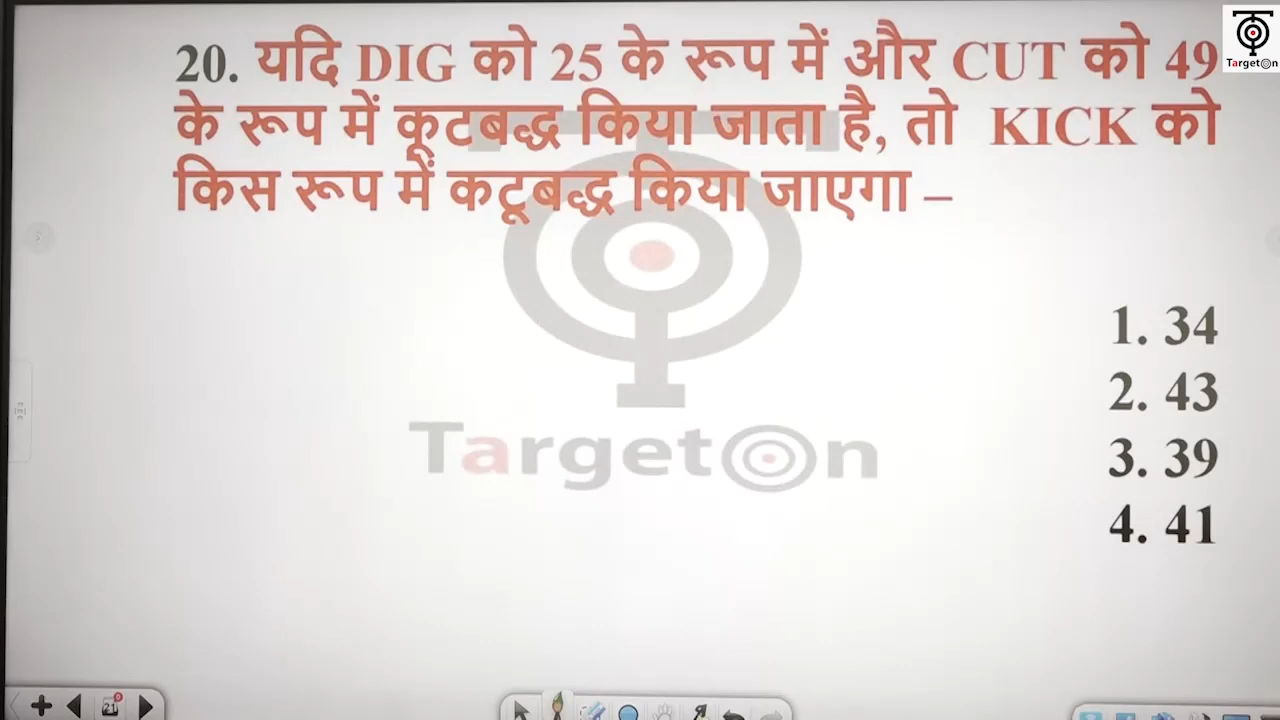 20. यदि DIG को 25 के रूप में और CUT को 49
के रूप में कूटबद्ध किया जाता है, तो KICK को
किस रूप में कटूबद्ध किया जाएगा –
1. 34
2. 43
3. 39
4. 41
TargetOn
TargetOn
21